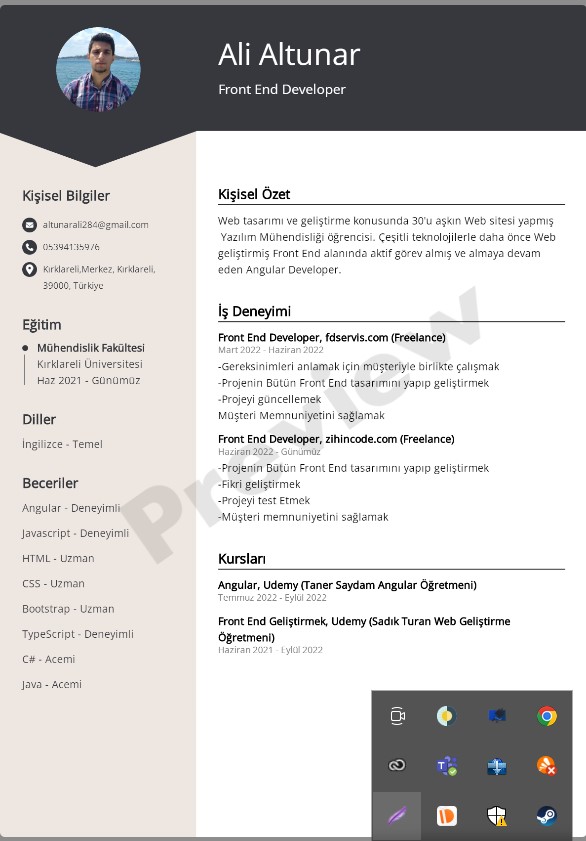 Ali Altunar
Front End Developer
Kişisel Bilgiler
altunarali284@gmail.com
05394135976
Kırklareli,Merkez, Kırklareli,
39000, Türkiye
Eğitim
Mühendislik Fakültesi
Kırklareli Üniversitesi
Haz 2021 - Günümüz
Diller
İngilizce - Temel
Beceriler
Angular - Deneyimli
Javascript - Deneyimli
HTML - Uzman
CSS - Uzman
Bootstrap - Uzman
TypeScript - Deneyimli
C# - Acemi
Java - Acemi
Kişisel Özet
Web tasarımı ve geliştirme konusunda 30'u aşkın Web sitesi yapmış
Yazılım Mühendisliği öğrencisi. Çeşitli teknolojilerle daha önce Web
geliştirmiş Front End alanında aktif görev almış ve almaya devam
eden Angular Developer.
İş Deneyimi
Front End Developer, fdservis.com (Freelance)
Mart 2022 - Haziran 2022
-Gereksinimleri anlamak için müşteriyle birlikte çalışmak
-Projenin Bütün Front End tasarımını yapıp geliştirmek
-Projeyi güncellemek
Müşteri Memnuniyetini sağlamak
Front End Developer, zihincode.com (Freelance)
Haziran 2022 - Günümüz
-Projenin Bütün Front End tasarımını yapıp geliştirmek
-Fikri geliştirmek
-Projeyi test Etmek
-Müşteri memnuniyetini sağlamak
Kursları
Angular, Udemy (Taner Saydam Angular Öğretmeni)
Temmuz 2022 - Eylül 2022
Front End Geliştirmek, Udemy (Sadık Turan Web Geliştirme
Öğretmeni)
Haziran 2021 - Eylül 2022
Preview